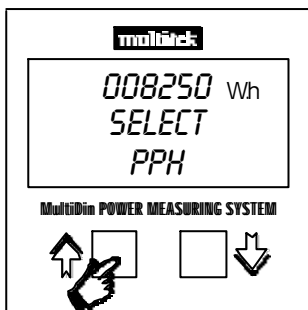 multitek
008250 Wh
SELECT
PPH
MultiDin POWER MEASURING SYSTEM